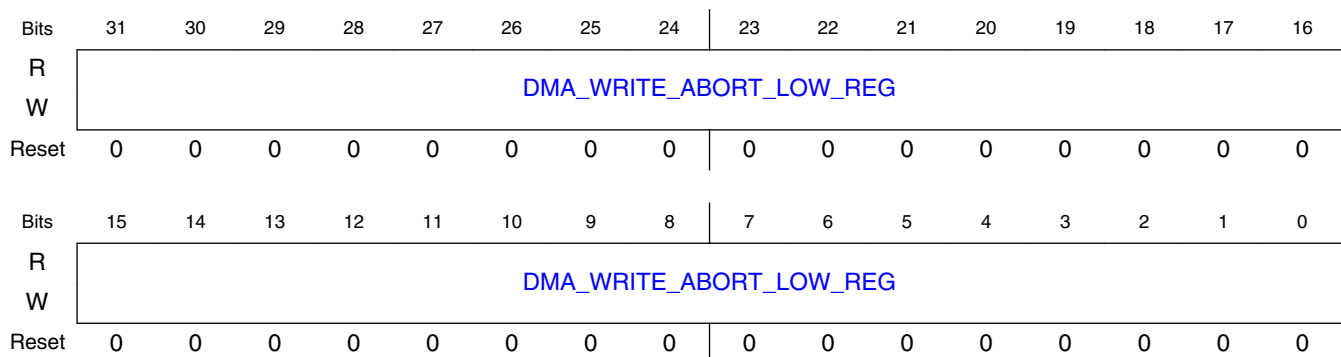 Bits 31 30 29 28 27 26 25 24 23 22 21 20 19 18 17 16
R
DMA_WRITE_ABORT_LOW_REG
W
Reset 0 0 0 0 0 0 0 0 0 0 0 0 0 0 0 0
Bits 15 14 13 12 11 10 9 8 7 6 5 4 3 2 1 0
R
DMA_WRITE_ABORT_LOW_REG
W
Reset 0 0 0 0 0 0 0 0 0 0 0 0 0 0 0 0